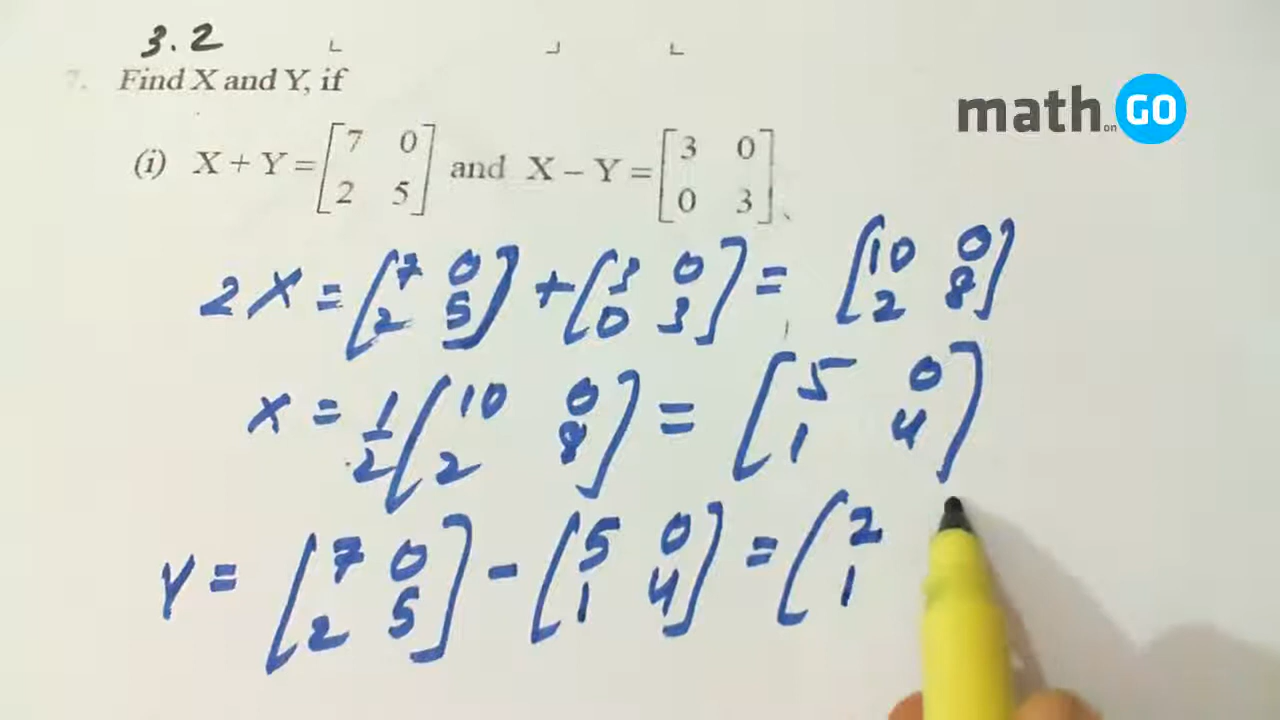 3.2
7. Find X and Y, if
math on GO
(i) X + Y = [7 0 2 5] and X – Y = [3 0 0 3],
2X = [7 0 2 5] + [3 0 0 3] = [10 0 2 8]
X = 1/2 [10 0 2 8] = [5 0 1 4]
Y = [7 0 2 5] - [5 0 1 4] = [2 1